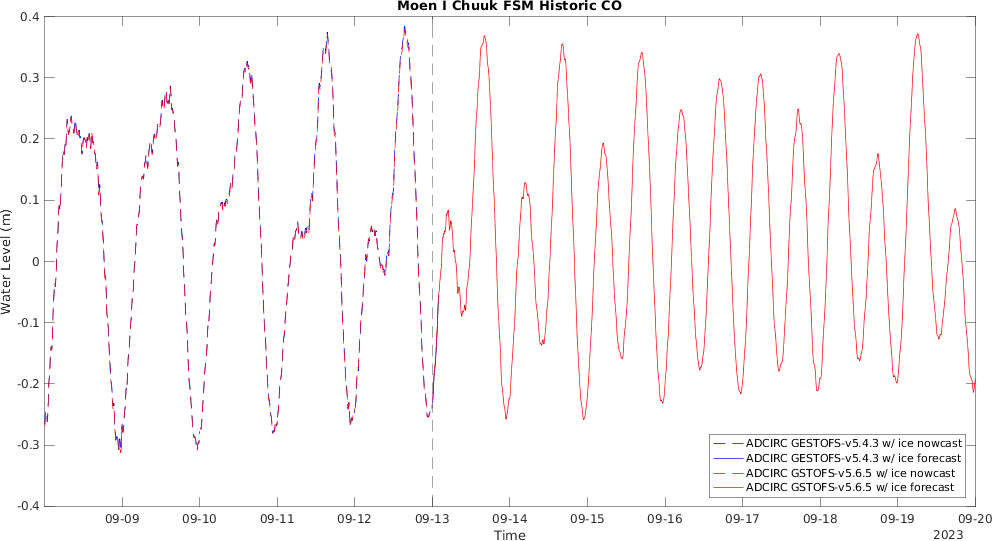 Moen I Chuuk FSM Historic CO
0.4
0.3
0.2
0.1
0
-0.1
-0.2
-0.3
-0.4
Water Level (m)
ADCIRC GESTOFS-v5.4.3 w/ ice nowcast
ADCIRC GESTOFS-v5.4.3 w/ ice forecast
ADCIRC GSTOFS-v5.6.5 w/ ice nowcast
ADCIRC GSTOFS-v5.6.5 w/ ice forecast
09-09 09-10 09-11 09-12 09-13 09-14 09-15 09-16 09-17 09-18 09-19 09-20
Time
2023